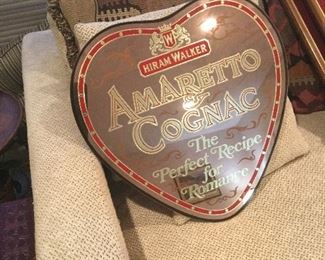 W
HIRAM WALKER
AMARETTO
&
COGNAC
The
Perfect Recipe
for
Romance